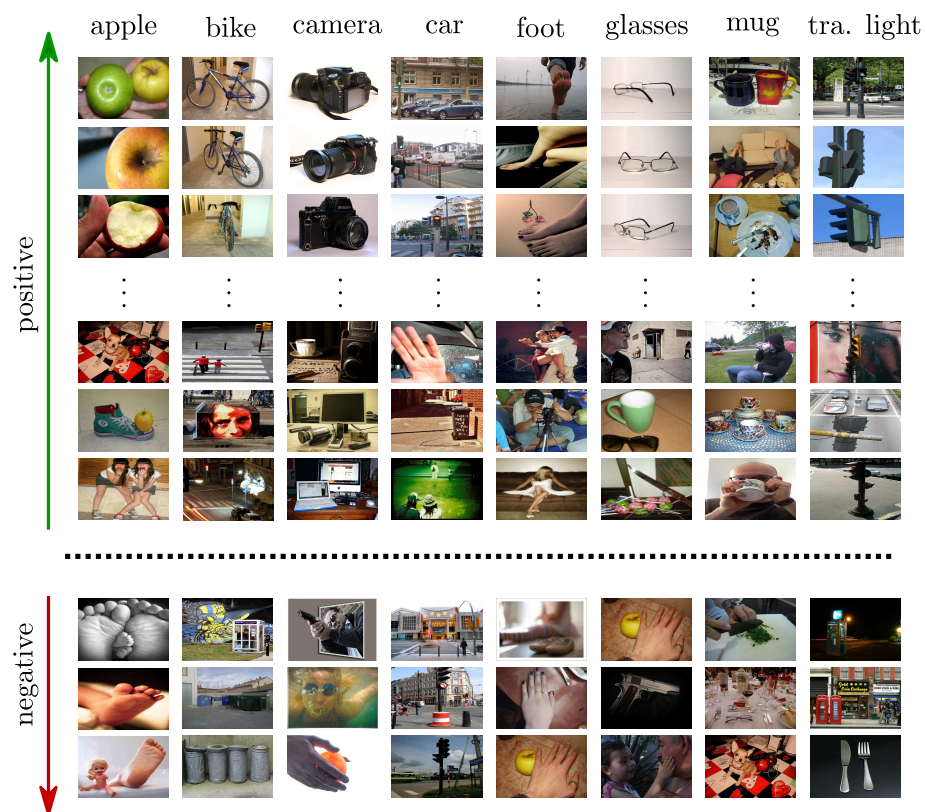 apple bike camera car foot glasses mug tra. light
positive
negative